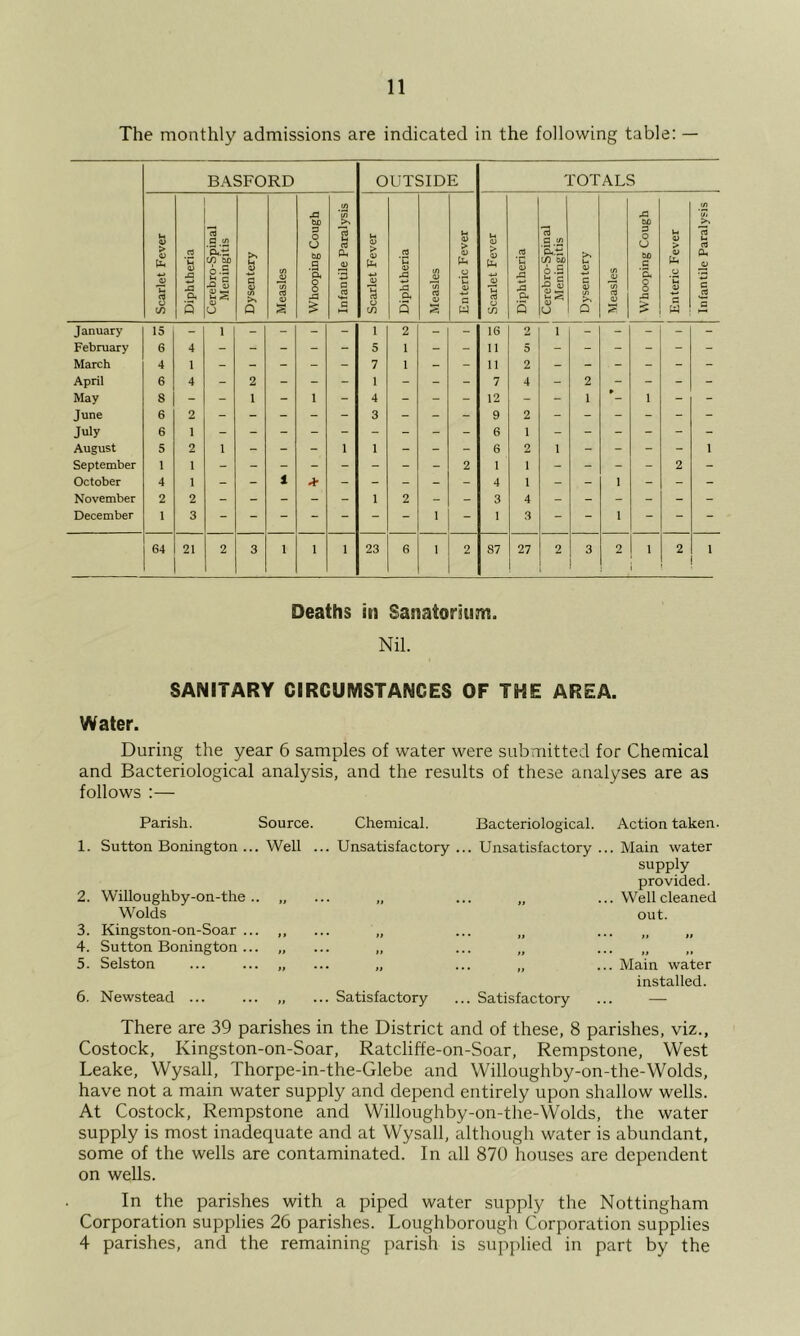 11
The monthly admissions are indicated in the following table: —
BASFORD OUTSIDE TOTALS
Scarlet Fever Diphtheria Cerebro-Spinal Meningitis Dysentery Measles Whooping Cough Infantile Paralysis Scarlet Fever Diphtheria Measles Enteric Fever Scarlet Fever Diphtheria Cerebro-Spinal Meningitis Dysentery Measles Whooping Cough Enteric Fever Infantile Paralysis
January 15 – 1 – – – – 1 2 – – 16 2 1 – – – – –
February 6 4 – – – – – 5 1 – – 11 5 – – – – – –
March 4 1 – – – – – 7 1 – – 11 2 – – – – – –
April 6 4 – 2 – – – 1 – – – 7 4 – 2 – – – –
May 8 – – 1 – 1 – 4 – – – 12 – – 1 – 1 – –
June 6 2 – – – – – 3 – – – 9 2 – – – – – –
July 6 1 – – – – – – – – – 6 1 – – – – – –
August 5 2 1 – – – 1 1 – – – 6 2 1 – – – – 1
September 1 1 – – – – – – – – 2 1 1 – – – – 2 –
October 4 1 – – 1 + – – – – – 4 1 – – 1 – – –
November 2 2 – – – – – 1 2 – – 3 4 – – – – – –
December 1 3 – – – – – – – 1 – 1 3 – – 1 – – –
64 21 2 3 1 1 1 23 6 1 2 87 27 2 3 2 1 2 1
Deaths in Sanatorium.
Nil.
SANITARY CIRCUMSTANCES OF THE AREA.
Water.
During the year 6 samples of water were submitted for Chemical
and Bacteriological analysis, and the results of these analyses are as
follows :—
Parish. Source. Chemical. Bacteriological. Action taken.
1. Sutton Bonington ... Well ... Unsatisfactory ... Unsatisfactory ... Main water
supply
provided.
2. Willoughby-on-the .. „ ... „ ... „ ... Well cleaned
Wolds out.
3. Kingston-on-Soar ... „ ... „ ... „ ... „ „
4. Sutton Bonington ... „ ... „ ... „ ... „ „
5. Selston ... ... „ ... „ ... „ ... Main water
installed.
6. Newstead ... ... „ ... Satisfactory ... Satisfactory ... —
There are 39 parishes in the District and of these, 8 parishes, viz.,
Costock, Kingston-on-Soar, Ratcliffe-on-Soar, Rempstone, West
Leake, Wysall, Thorpe-in-the-Glebe and Willoughby-on-the-Wolds,
have not a main water supply and depend entirely upon shallow wells.
At Costock, Rempstone and Willoughby-on-the-Wolds, the water
supply is most inadequate and at Wysall, although water is abundant,
some of the wells are contaminated. In all 870 houses are dependent
on wells.
In the parishes with a piped water supply the Nottingham
Corporation supplies 26 parishes. Loughborough Corporation supplies
4 parishes, and the remaining parish is supplied in part by the